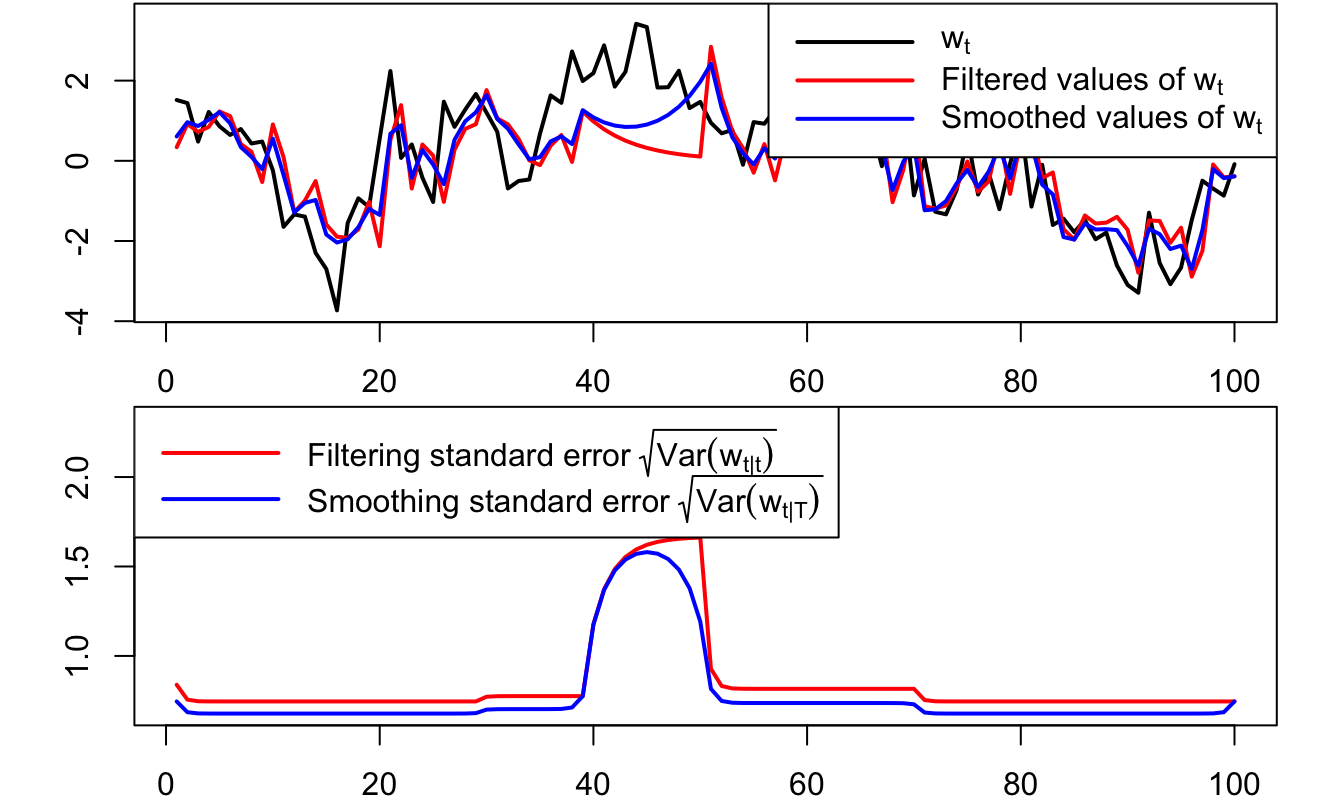 w_t
Filtered values of w_t
Smoothed values of w_t
2
0
-2
-4
0 20 40 60 80 100
Filtering standard error √Var(w_t|t)
Smoothing standard error √Var(w_t|T)
2.0
1.5
1.0
0 20 40 60 80 100